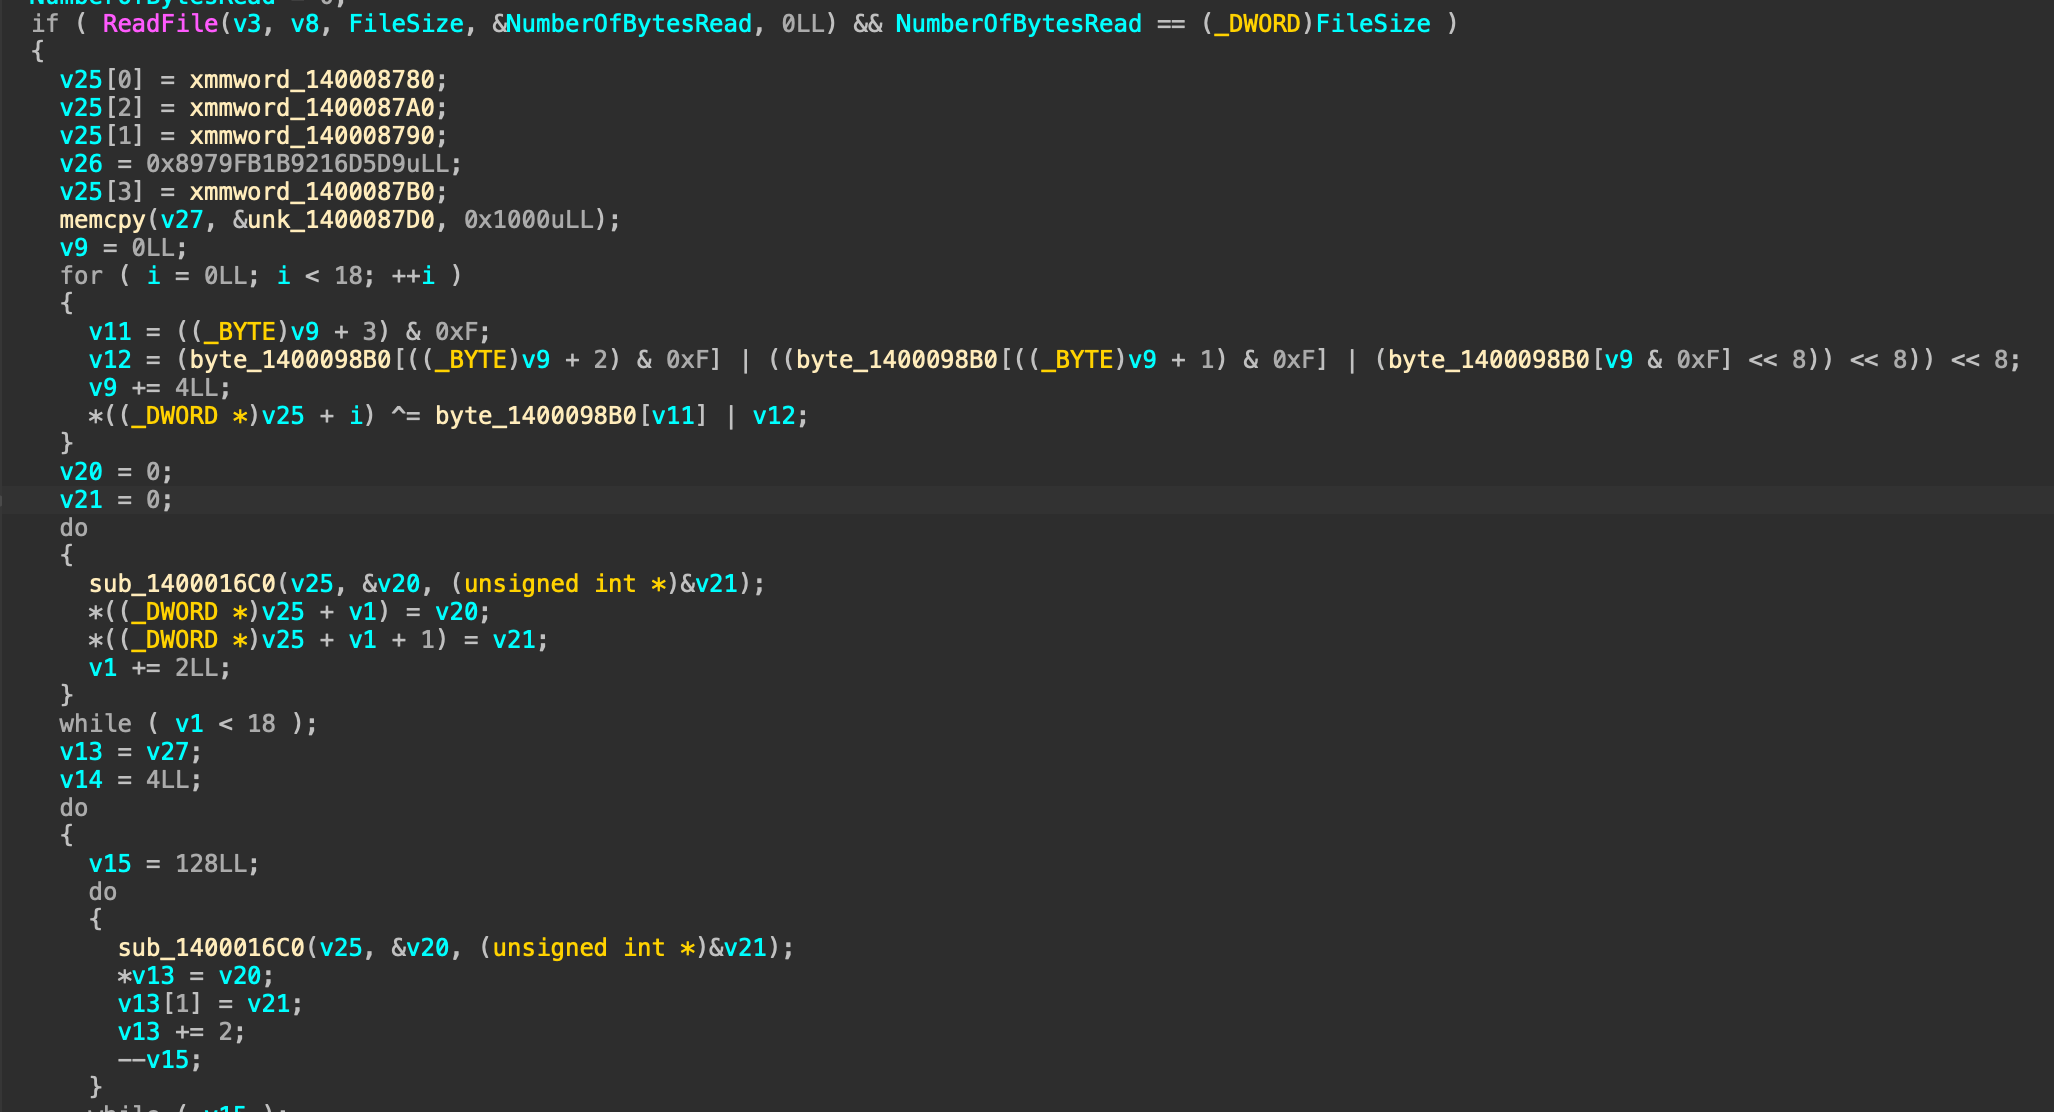 if ( ReadFile(v3, v8, FileSize, &NumberOfBytesRead, 0LL) && NumberOfBytesRead == (_DWORD)FileSize )
{
v25[0] = xmmword_140008780;
v25[2] = xmmword_1400087A0;
v25[1] = xmmword_140008790;
v26 = 0x8979FB1B9216D5D9uLL;
v25[3] = xmmword_1400087B0;
memcpy(v27, &unk_1400087D0, 0x1000uLL);
v9 = 0LL;
for ( i = 0LL; i < 18; ++i )
{
v11 = ((_BYTE)v9 + 3) & 0xF;
v12 = (byte_1400098B0[((_BYTE)v9 + 2) & 0xF] | ((byte_1400098B0[((_BYTE)v9 + 1) & 0xF] | (byte_1400098B0[v9 & 0xF] << 8)) << 8)) << 8;
v9 += 4LL;
*((_DWORD *)v25 + i) ^= byte_1400098B0[v11] | v12;
}
v20 = 0;
v21 = 0;
do
{
sub_1400016C0(v25, &v20, (unsigned int *)&v21);
*((_DWORD *)v25 + v1) = v20;
*((_DWORD *)v25 + v1 + 1) = v21;
v1 += 2LL;
}
while ( v1 < 18 );
v13 = v27;
v14 = 4LL;
do
{
v15 = 128LL;
do
{
sub_1400016C0(v25, &v20, (unsigned int *)&v21);
*v13 = v20;
v13[1] = v21;
v13 += 2;
--v15;
}